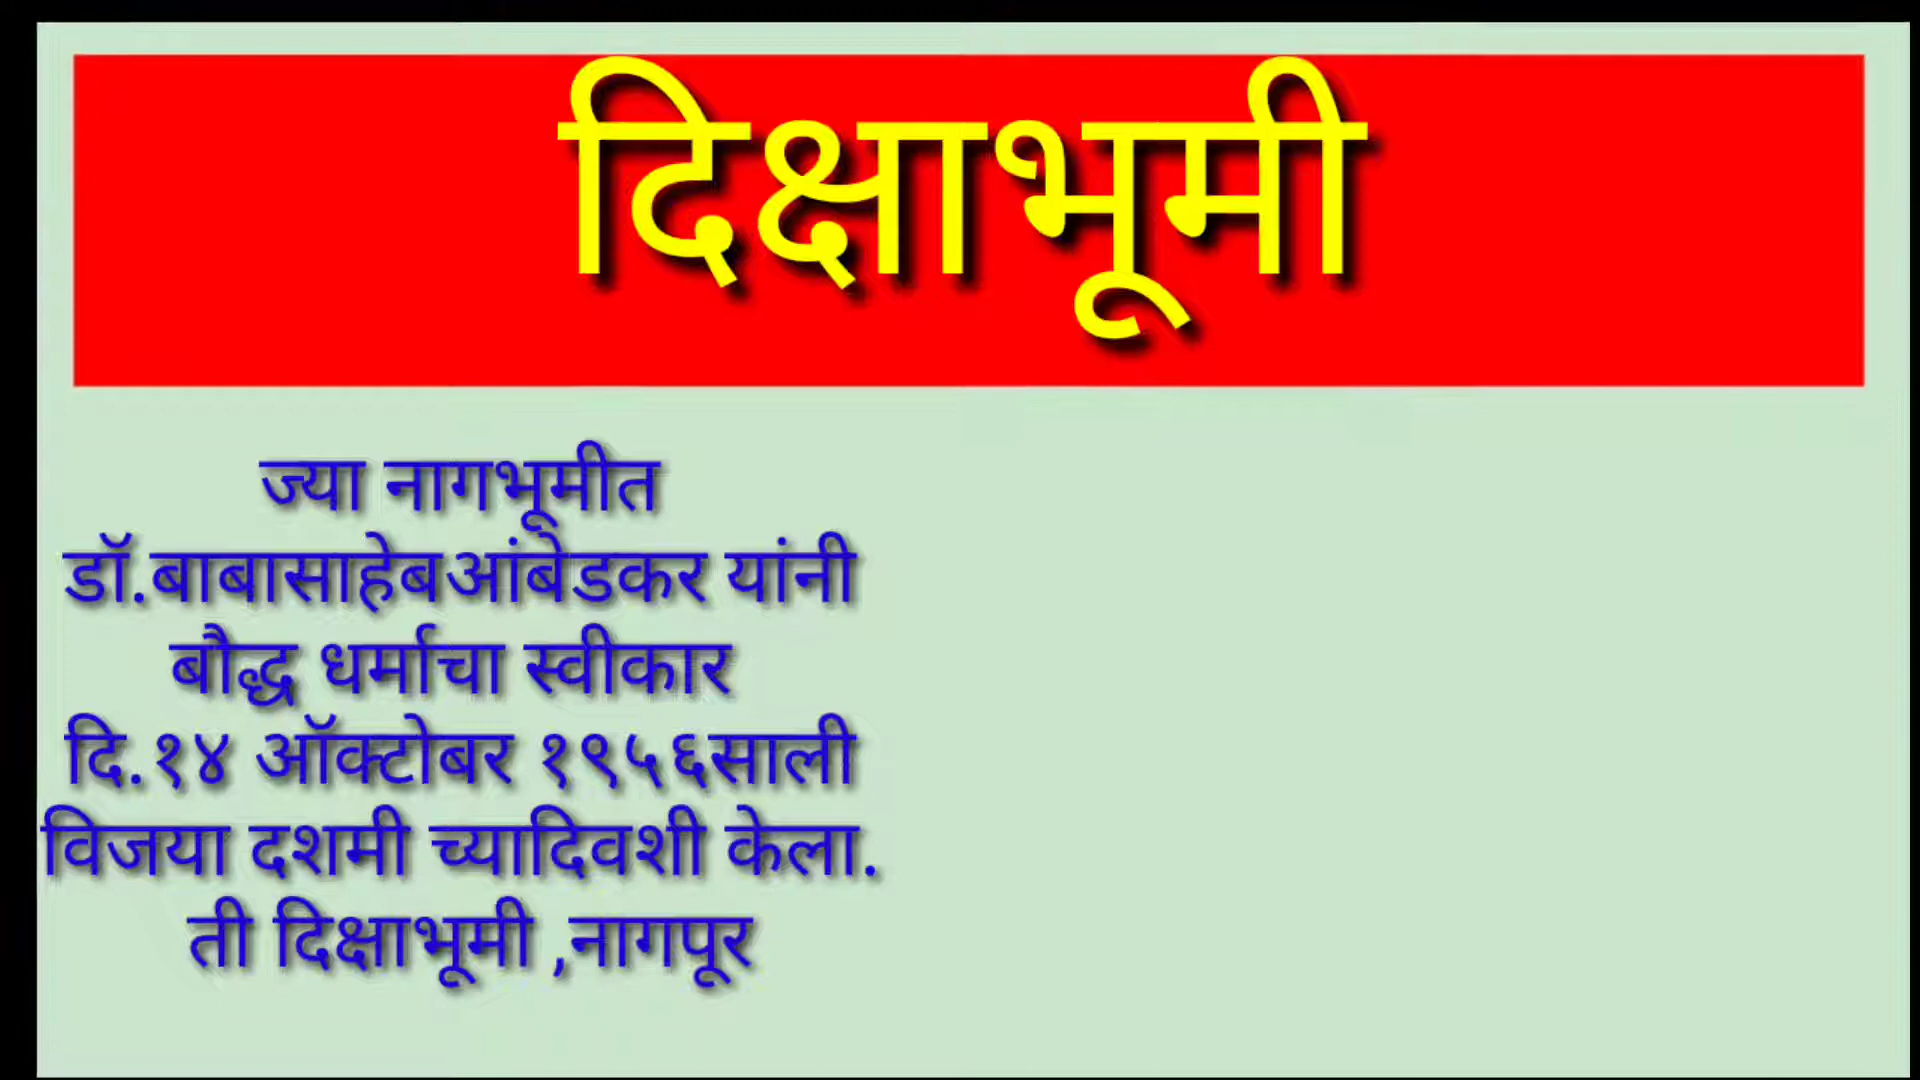 दिक्षाभूमी
ज्या नागभूमीत
डॉ.बाबासाहेबआंबेडकर यांनी
बौद्ध धर्माचा स्वीकार
दि.१४ ऑक्टोबर १९५६साली
विजया दशमी च्यादिवशी केला.
ती दिक्षाभूमी ,नागपूर